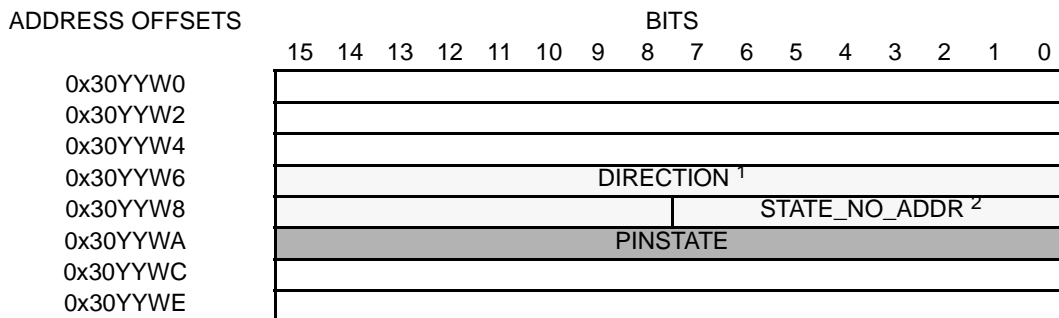 ADDRESS OFFSETS BITS
15 14 13 12 11 10 9 8 7 6 5 4 3 2 1 0
0x30YYW0
0x30YYW2
0x30YYW4
0x30YYW6 DIRECTION 1
0x30YYW8 STATE_NO_ADDR 2
0x30YYWA PINSTATE
0x30YYWC
0x30YYWE